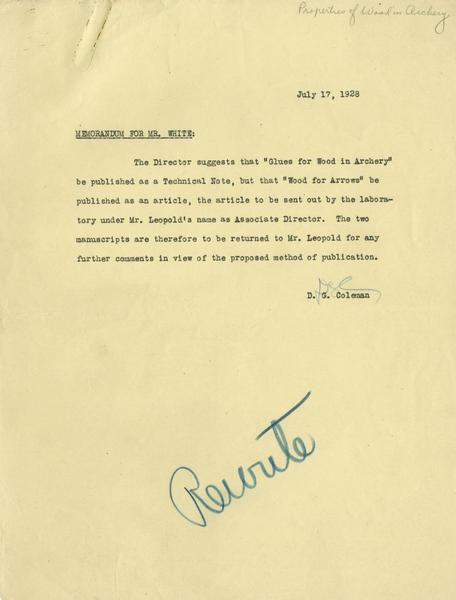 Properties of Wood in Archery
July 17, 1928
MEMORANDUM FOR MR. WHITE:
The Director suggests that "Glues for Wood in Archery"
be published as a Technical Note, but that "Wood for Arrows" be
published as an article, the article to be sent out by the labora-
tory under Mr. Leopold's name as Associate Director. The two
manuscripts are therefore to be returned to Mr. Leopold for any
further comments in view of the proposed method of publication.
D. G. Coleman
Rewrite